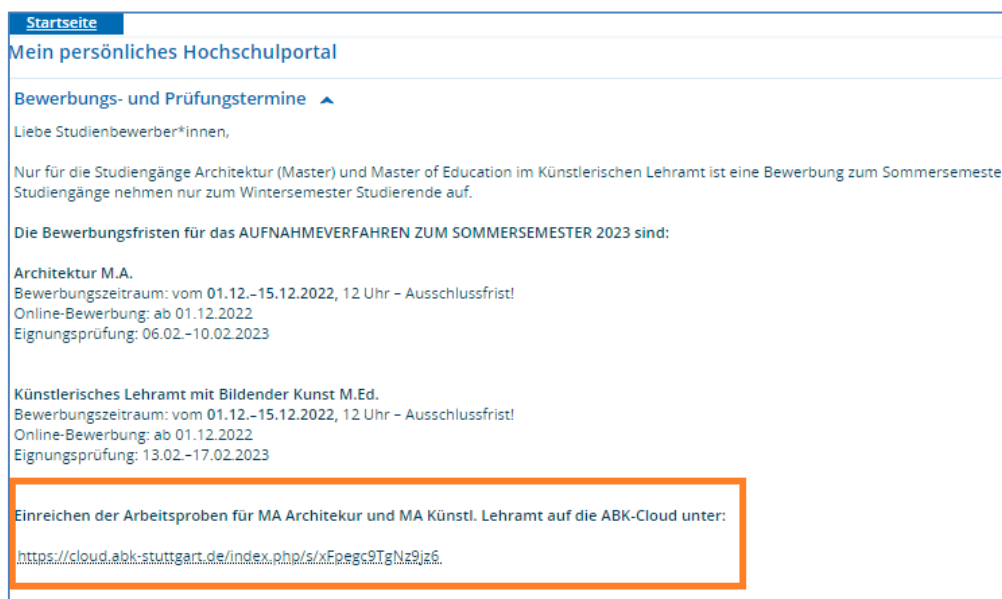 Startseite
Mein persönliches Hochschulportal
Bewerbungs- und Prüfungstermine
Liebe Studienbewerber*innen,
Nur für die Studiengänge Architektur (Master) und Master of Education im Künstlerischen Lehramt ist eine Bewerbung zum Sommersemeste
Studiengänge nehmen nur zum Wintersemester Studierende auf.
Die Bewerbungsfristen für das AUFNAHMEVERFAHREN ZUM SOMMERSEMESTER 2023 sind:
Architektur M.A.
Bewerbungszeitraum: vom 01.12.–15.12.2022, 12 Uhr – Ausschlussfrist!
Online-Bewerbung: ab 01.12.2022
Eignungsprüfung: 06.02.–10.02.2023
Künstlerisches Lehramt mit Bildender Kunst M.Ed.
Bewerbungszeitraum: vom 01.12.–15.12.2022, 12 Uhr – Ausschlussfrist!
Online-Bewerbung: ab 01.12.2022
Eignungsprüfung: 13.02.–17.02.2023
Einreichen der Arbeitsproben für MA Architekur und MA Künstl. Lehramt auf die ABK-Cloud unter:
https://cloud.abk-stuttgart.de/index.php/s/xFpegc9TgNz9jz6